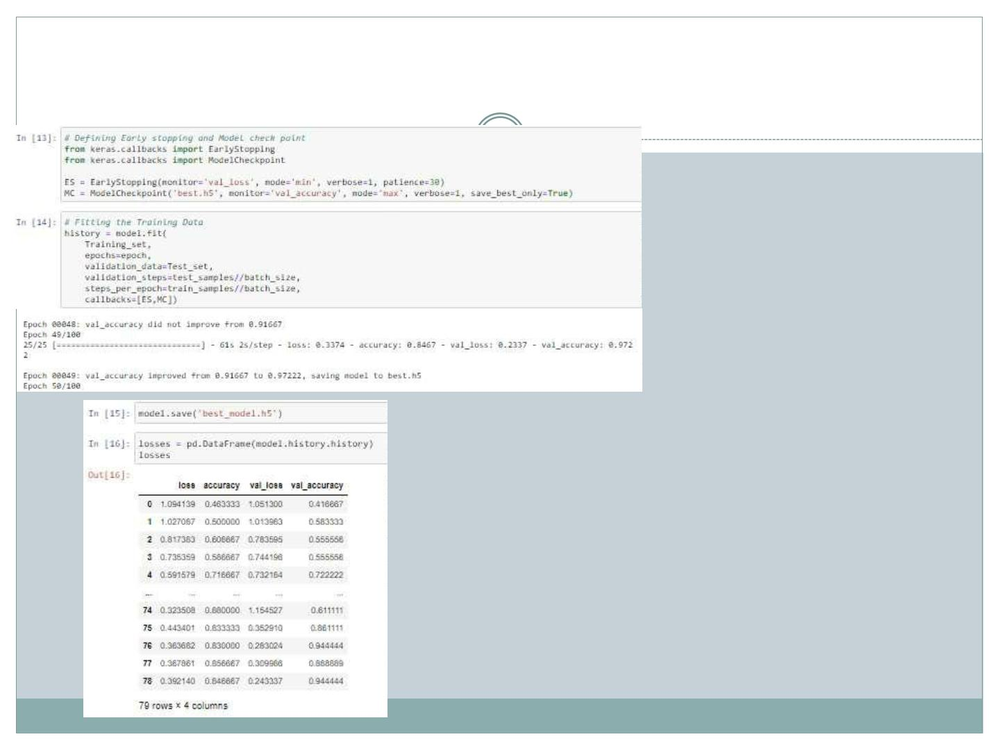 In [13]: # Defining Early stopping and Model check point
from keras.callbacks import EarlyStopping
from keras.callbacks import ModelCheckpoint
ES = EarlyStopping(monitor='val_loss', mode='min', verbose=1, patience=30)
MC = ModelCheckpoint('best.h5', monitor='val_accuracy', mode='max', verbose=1, save_best_only=True)
In [14]: # Fitting the Training Data
history = model.fit(
Training_set,
epochs=epoch,
validation_data=Test_set,
validation_steps=test_samples//batch_size,
steps_per_epoch=train_samples//batch_size,
callbacks=[ES,MC])
Epoch 00048: val_accuracy did not improve from 0.91667
Epoch 49/100
25/25 [==============================] - 61s 2s/step - loss: 0.3374 - accuracy: 0.8467 - val_loss: 0.2337 - val_accuracy: 0.972
2
Epoch 00049: val_accuracy improved from 0.91667 to 0.97222, saving model to best.h5
Epoch 50/100
In [15]: model.save('best_model.h5')
In [16]: losses = pd.DataFrame(model.history.history)
losses
Out[16]:
loss accuracy val_loss val_accuracy
0 1.094139 0.463333 1.051300 0.416667
1 1.027067 0.500000 1.013963 0.583333
2 0.817383 0.606667 0.783595 0.555556
3 0.735359 0.586667 0.744196 0.555556
4 0.591579 0.716667 0.732164 0.722222
... ... ... ... ...
74 0.323508 0.880000 1.154527 0.611111
75 0.443401 0.833333 0.352910 0.861111
76 0.363682 0.830000 0.283024 0.944444
77 0.367861 0.856667 0.309986 0.888889
78 0.392140 0.846667 0.243337 0.944444
79 rows × 4 columns